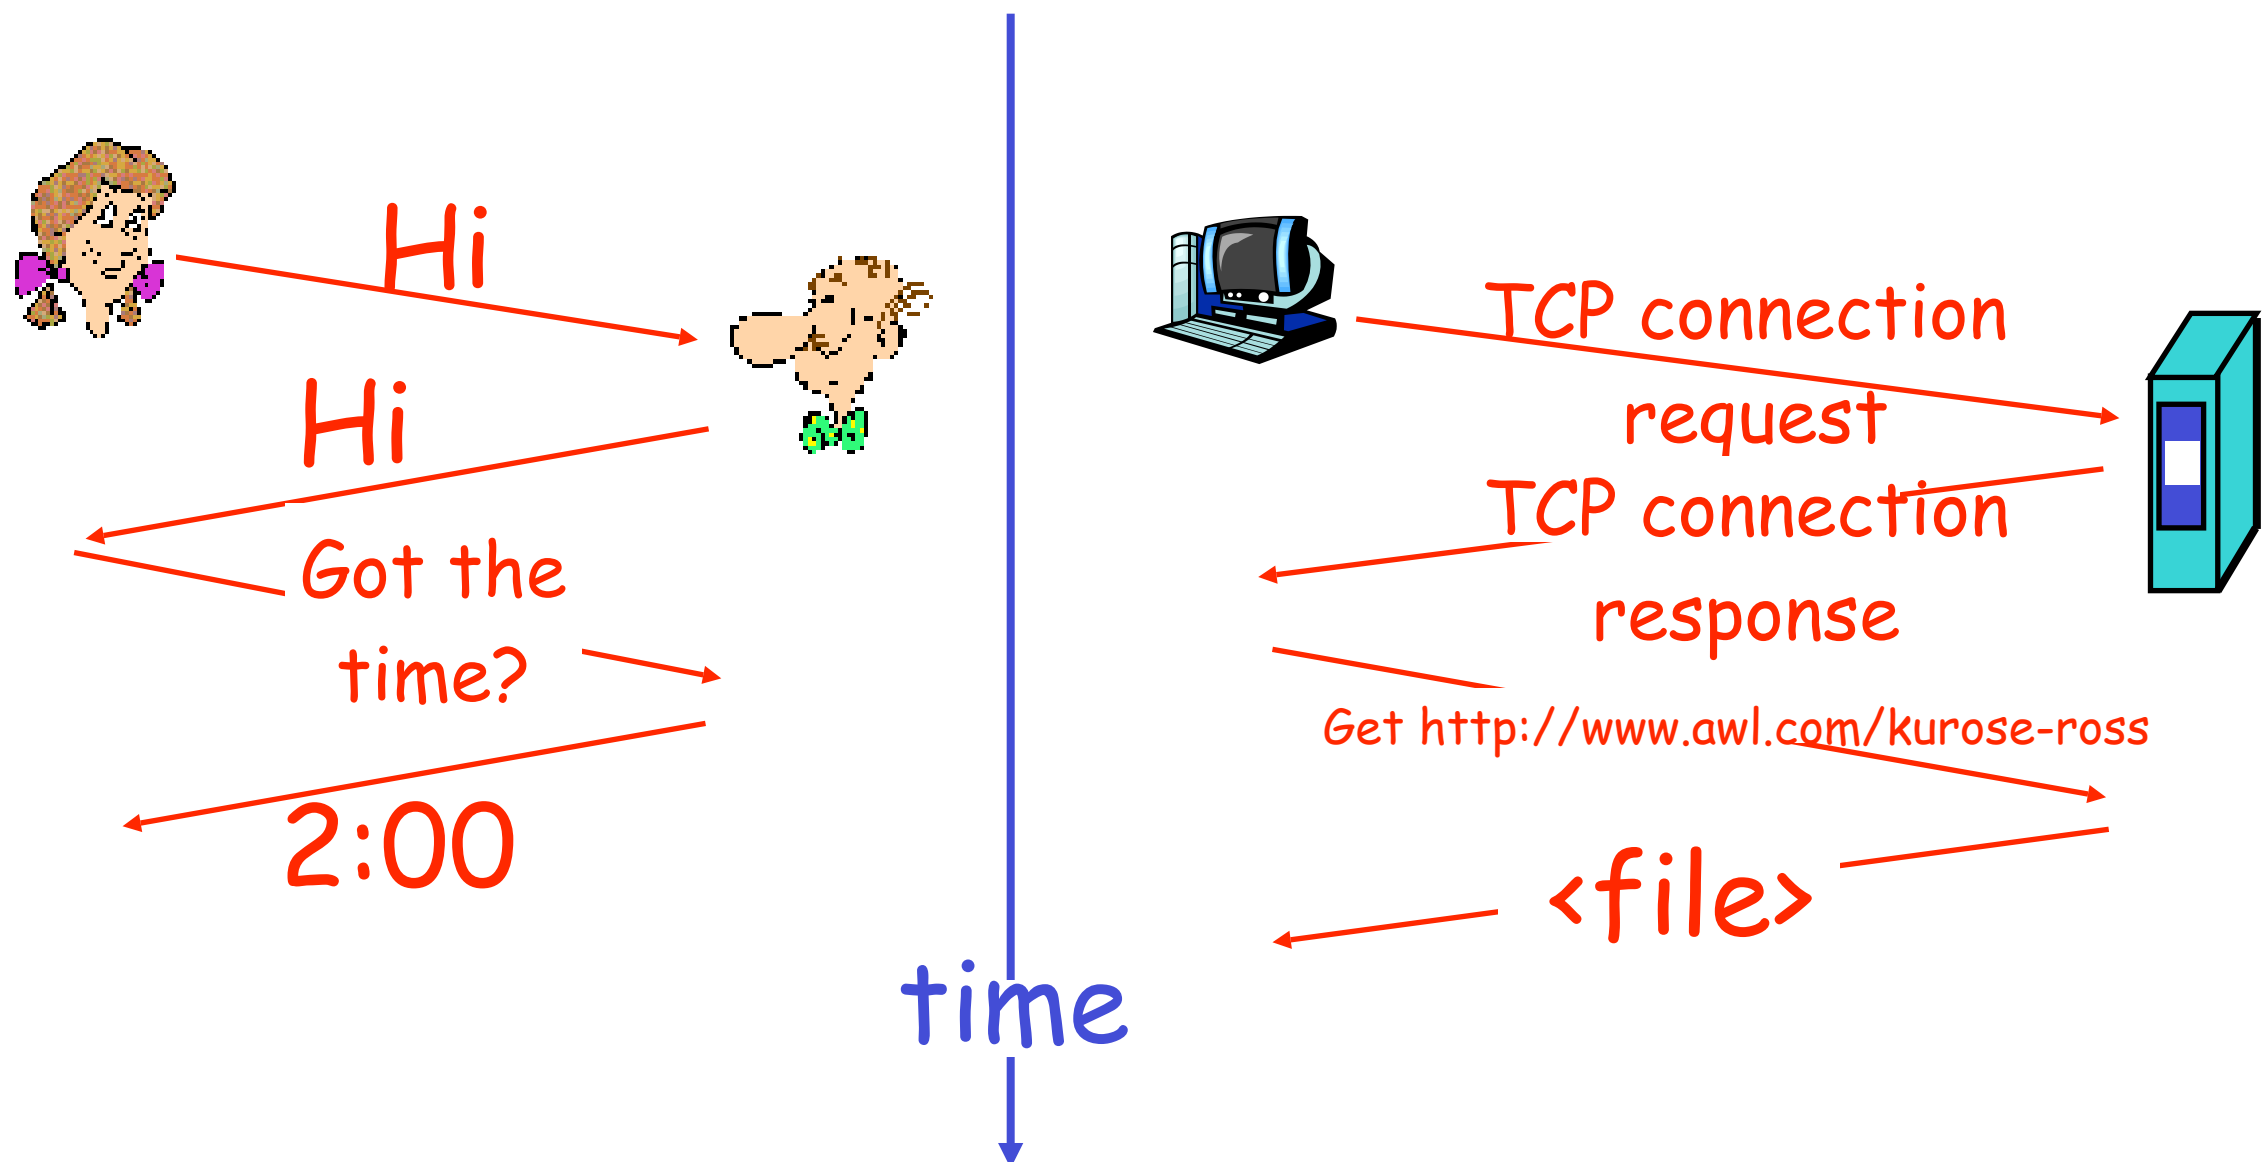 Hi
Hi
Got the
time?
2:00
TCP connection
request
TCP connection
response
Get http://www.awl.com/kurose-ross
<file>
time